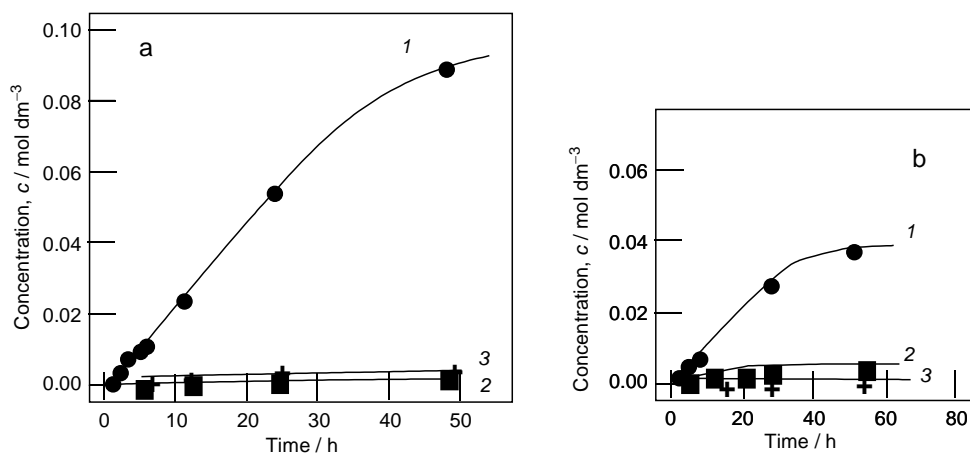 a
1
3
2
0.10
0.08
0.06
0.04
0.02
0.00
Concentration, c / mol dm⁻³
0 10 20 30 40 50
Time / h
b
1
2
3
0.06
0.04
0.02
0.00
Concentration, c / mol dm⁻³
0 20 40 60 80
Time / h